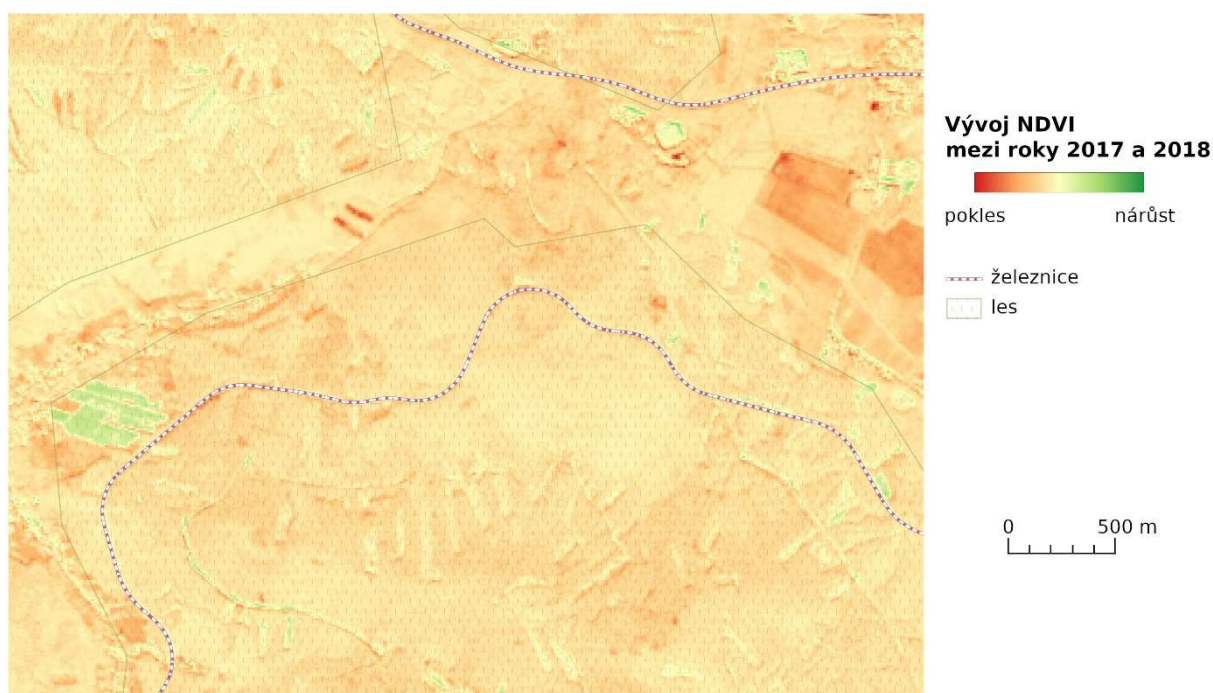 Vývoj NDVI
mezi roky 2017 a 2018
pokles nárůst
železnice
les
0 500 m